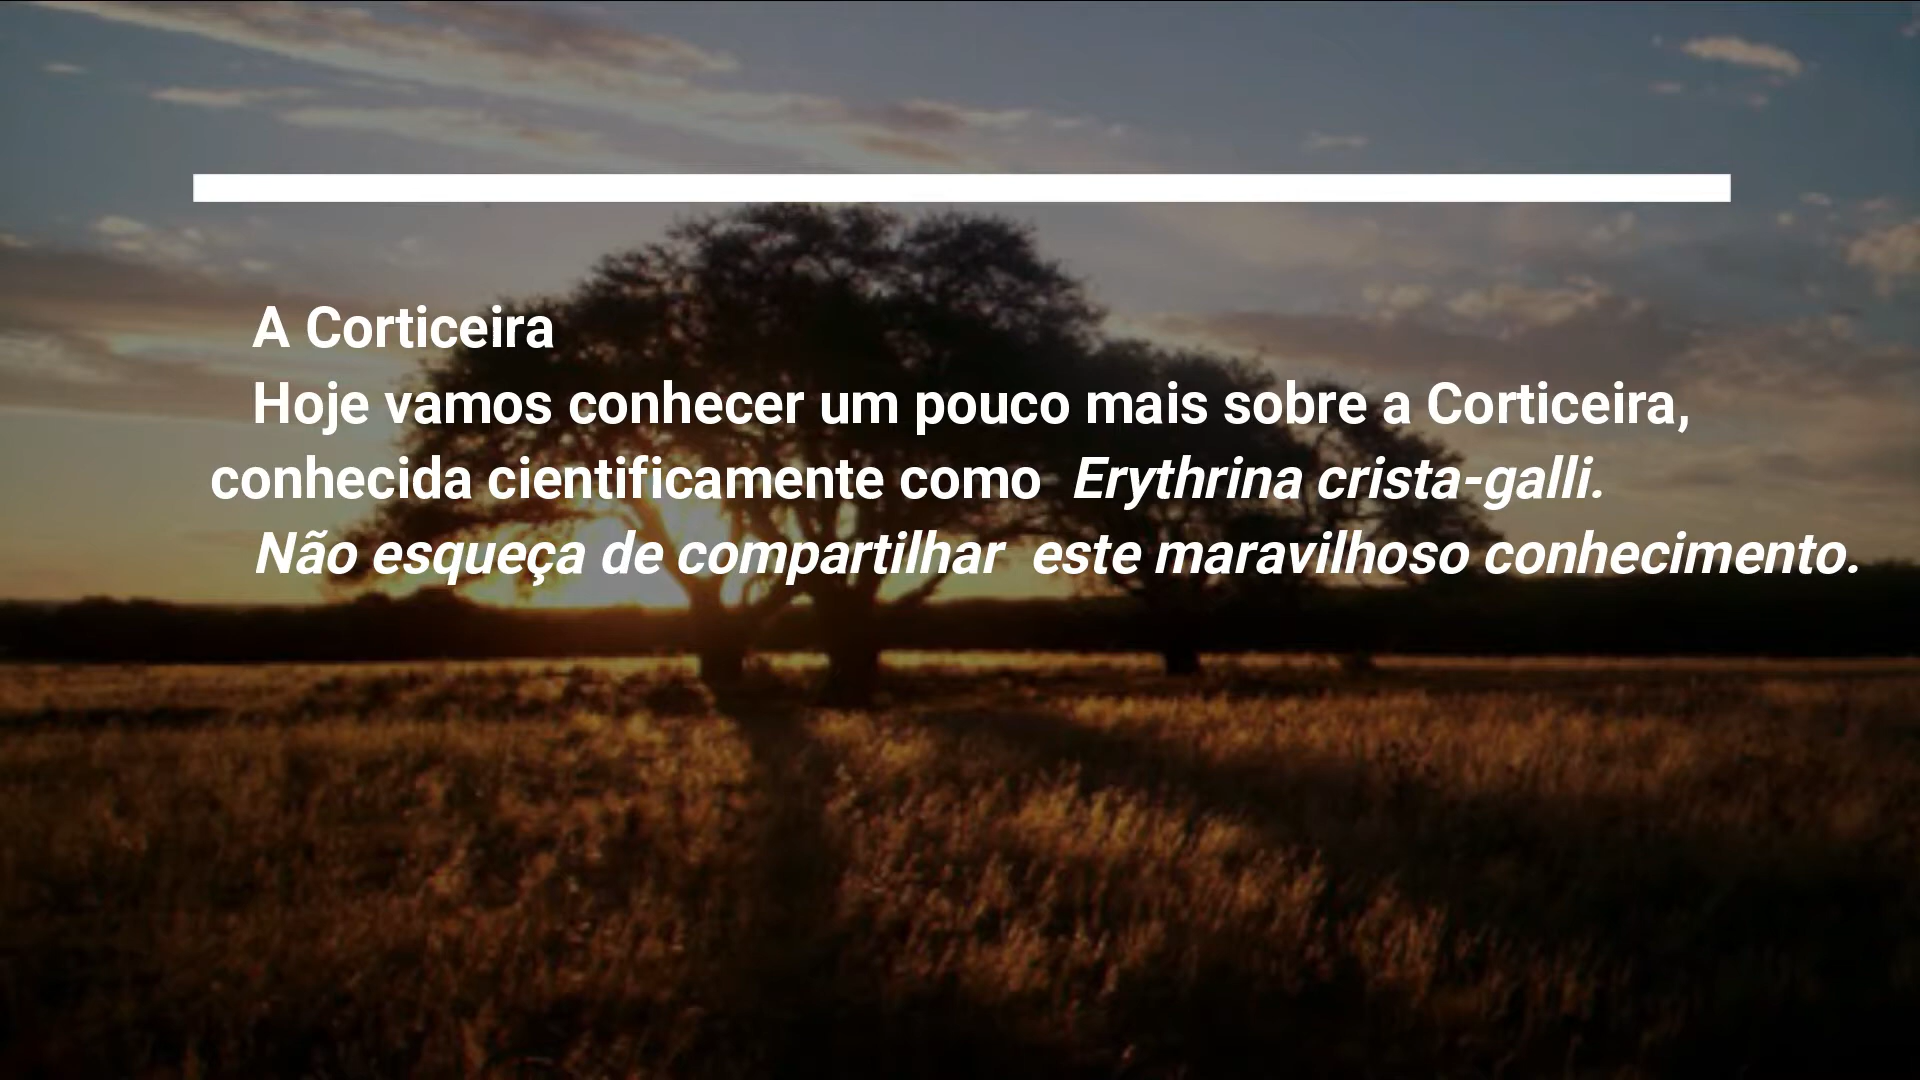 A Corticeira
Hoje vamos conhecer um pouco mais sobre a Corticeira,
conhecida cientificamente como Erythrina crista-galli.
Não esqueça de compartilhar este maravilhoso conhecimento.